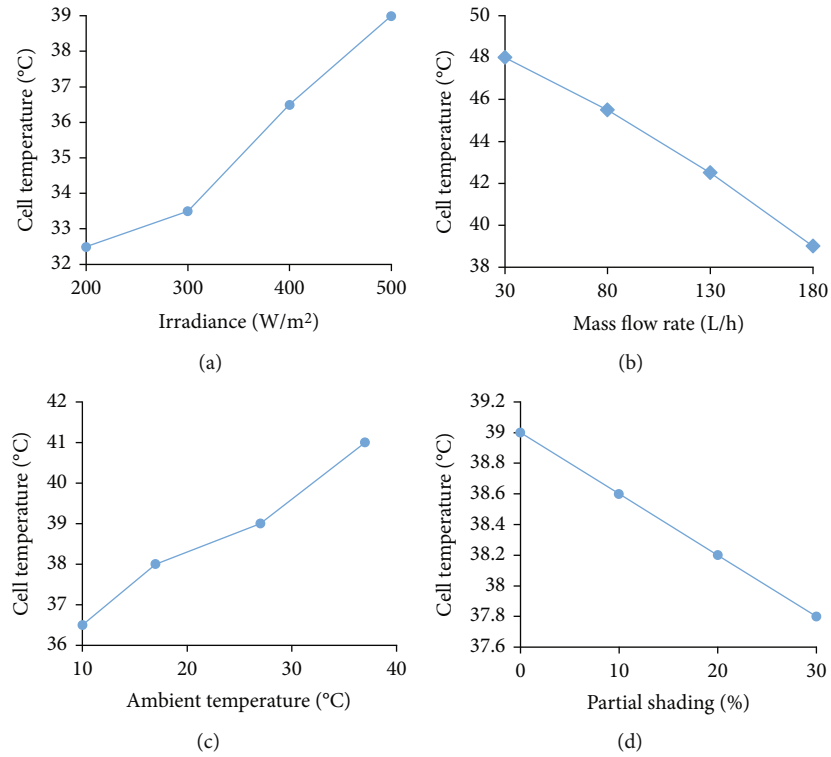 39
38
37
36
35
34
33
32
Cell temperature (°C)
200 300 400 500
Irradiance (W/m²)
(a)
50
48
46
44
42
40
38
Cell temperature (°C)
30 80 130 180
Mass flow rate (L/h)
(b)
42
41
40
39
38
37
36
Cell temperature (°C)
10 20 30 40
Ambient temperature (°C)
(c)
39.2
39
38.8
38.6
38.4
38.2
38
37.8
37.6
Cell temperature (°C)
0 10 20 30
Partial shading (%)
(d)